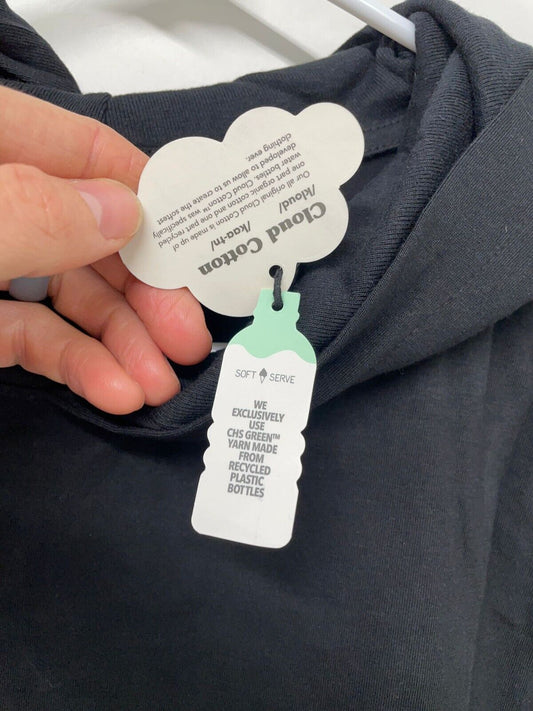 Cloud Cotton
/kloud/ /kaa·tn/
Our all original Cloud Cotton is made up of
one part organic cotton and one part recycled
water bottles. Cloud Cotton™ was specifically
developed to allow us to create the softest
clothing ever.
SOFT SERVE
WE
EXCLUSIVELY
USE
CHS GREEN™
YARN MADE
FROM
RECYCLED
PLASTIC
BOTTLES